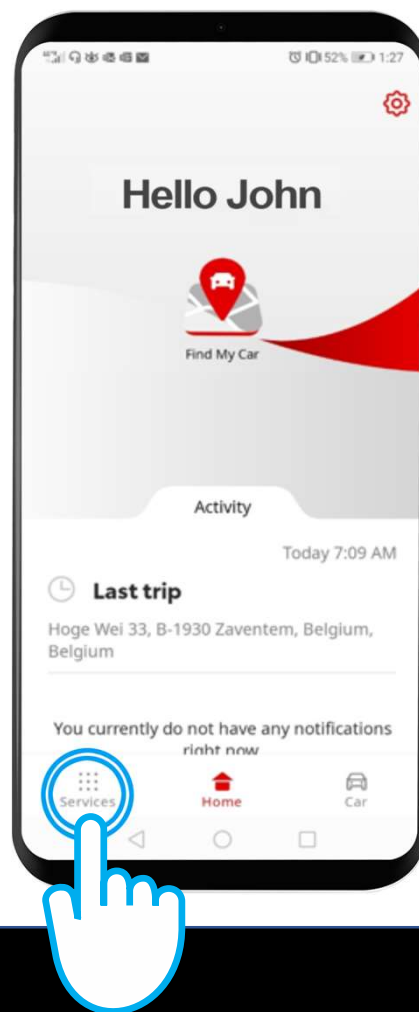 52% 1:27
Hello John
Find My Car
Activity
Today 7:09 AM
Last trip
Hoge Wei 33, B-1930 Zaventem, Belgium,
Belgium
You currently do not have any notifications
right now
Services Home Car